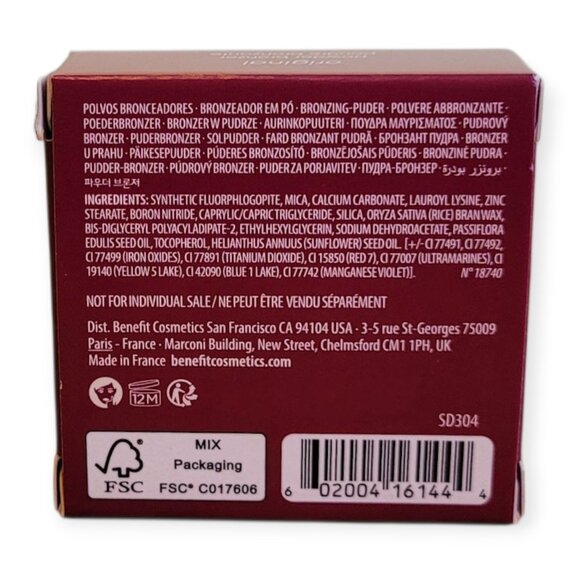 original
powder bronzer
POLVOS BRONCEADORES · BRONZEADOR EM PÓ · BRONZING-PUDER · POLVERE ABBRONZANTE ·
POEDERBRONZER · BRONZER W PUDRZE · AURINKOPUUTERI · ΠΟΥΔΡΑ ΜΑΥΡΙΣΜΑΤΟΣ · PUDROVÝ
BRONZER · PUDERBRONZER · SOLPUDDER · FARD BRONZANT PUDRĂ · БРОНЗАНТ ПУДРА · BRONZER
U PRAHU · PÄIKESEPUUDER · PÚDERES BRONZOSÍTÓ · BRONZĒJOŠAIS PŪDERIS · BRONZINĖ PUDRA ·
PUDDER-BRONZER · PÚDROVÝ BRONZER · PUDER ZA PORJAVITEV · ПУДРА-БРОНЗЕР · برونزر بودرة ·
파우더 브론저
INGREDIENTS: SYNTHETIC FLUORPHLOGOPITE, MICA, CALCIUM CARBONATE, LAUROYL LYSINE, ZINC
STEARATE, BORON NITRIDE, CAPRYLIC/CAPRIC TRIGLYCERIDE, SILICA, ORYZA SATIVA (RICE) BRAN WAX,
BIS-DIGLYCERYL POLYACYLADIPATE-2, ETHYLHEXYLGLYCERIN, SODIUM DEHYDROACETATE, PASSIFLORA
EDULIS SEED OIL, TOCOPHEROL, HELIANTHUS ANNUUS (SUNFLOWER) SEED OIL. [+/- CI 77491, CI 77492,
CI 77499 (IRON OXIDES), CI 77891 (TITANIUM DIOXIDE), CI 15850 (RED 7), CI 77007 (ULTRAMARINES), CI
19140 (YELLOW 5 LAKE), CI 42090 (BLUE 1 LAKE), CI 77742 (MANGANESE VIOLET)]. N° 18740
NOT FOR INDIVIDUAL SALE / NE PEUT ÊTRE VENDU SÉPARÉMENT
Dist. Benefit Cosmetics San Francisco CA 94104 USA · 3-5 rue St-Georges 75009
Paris - France · Marconi Building, New Street, Chelmsford CM1 1PH, UK
Made in France benefitcosmetics.com
12M
SD304
FSC
MIX
Packaging
FSC® C017606
6 02004 16144 4